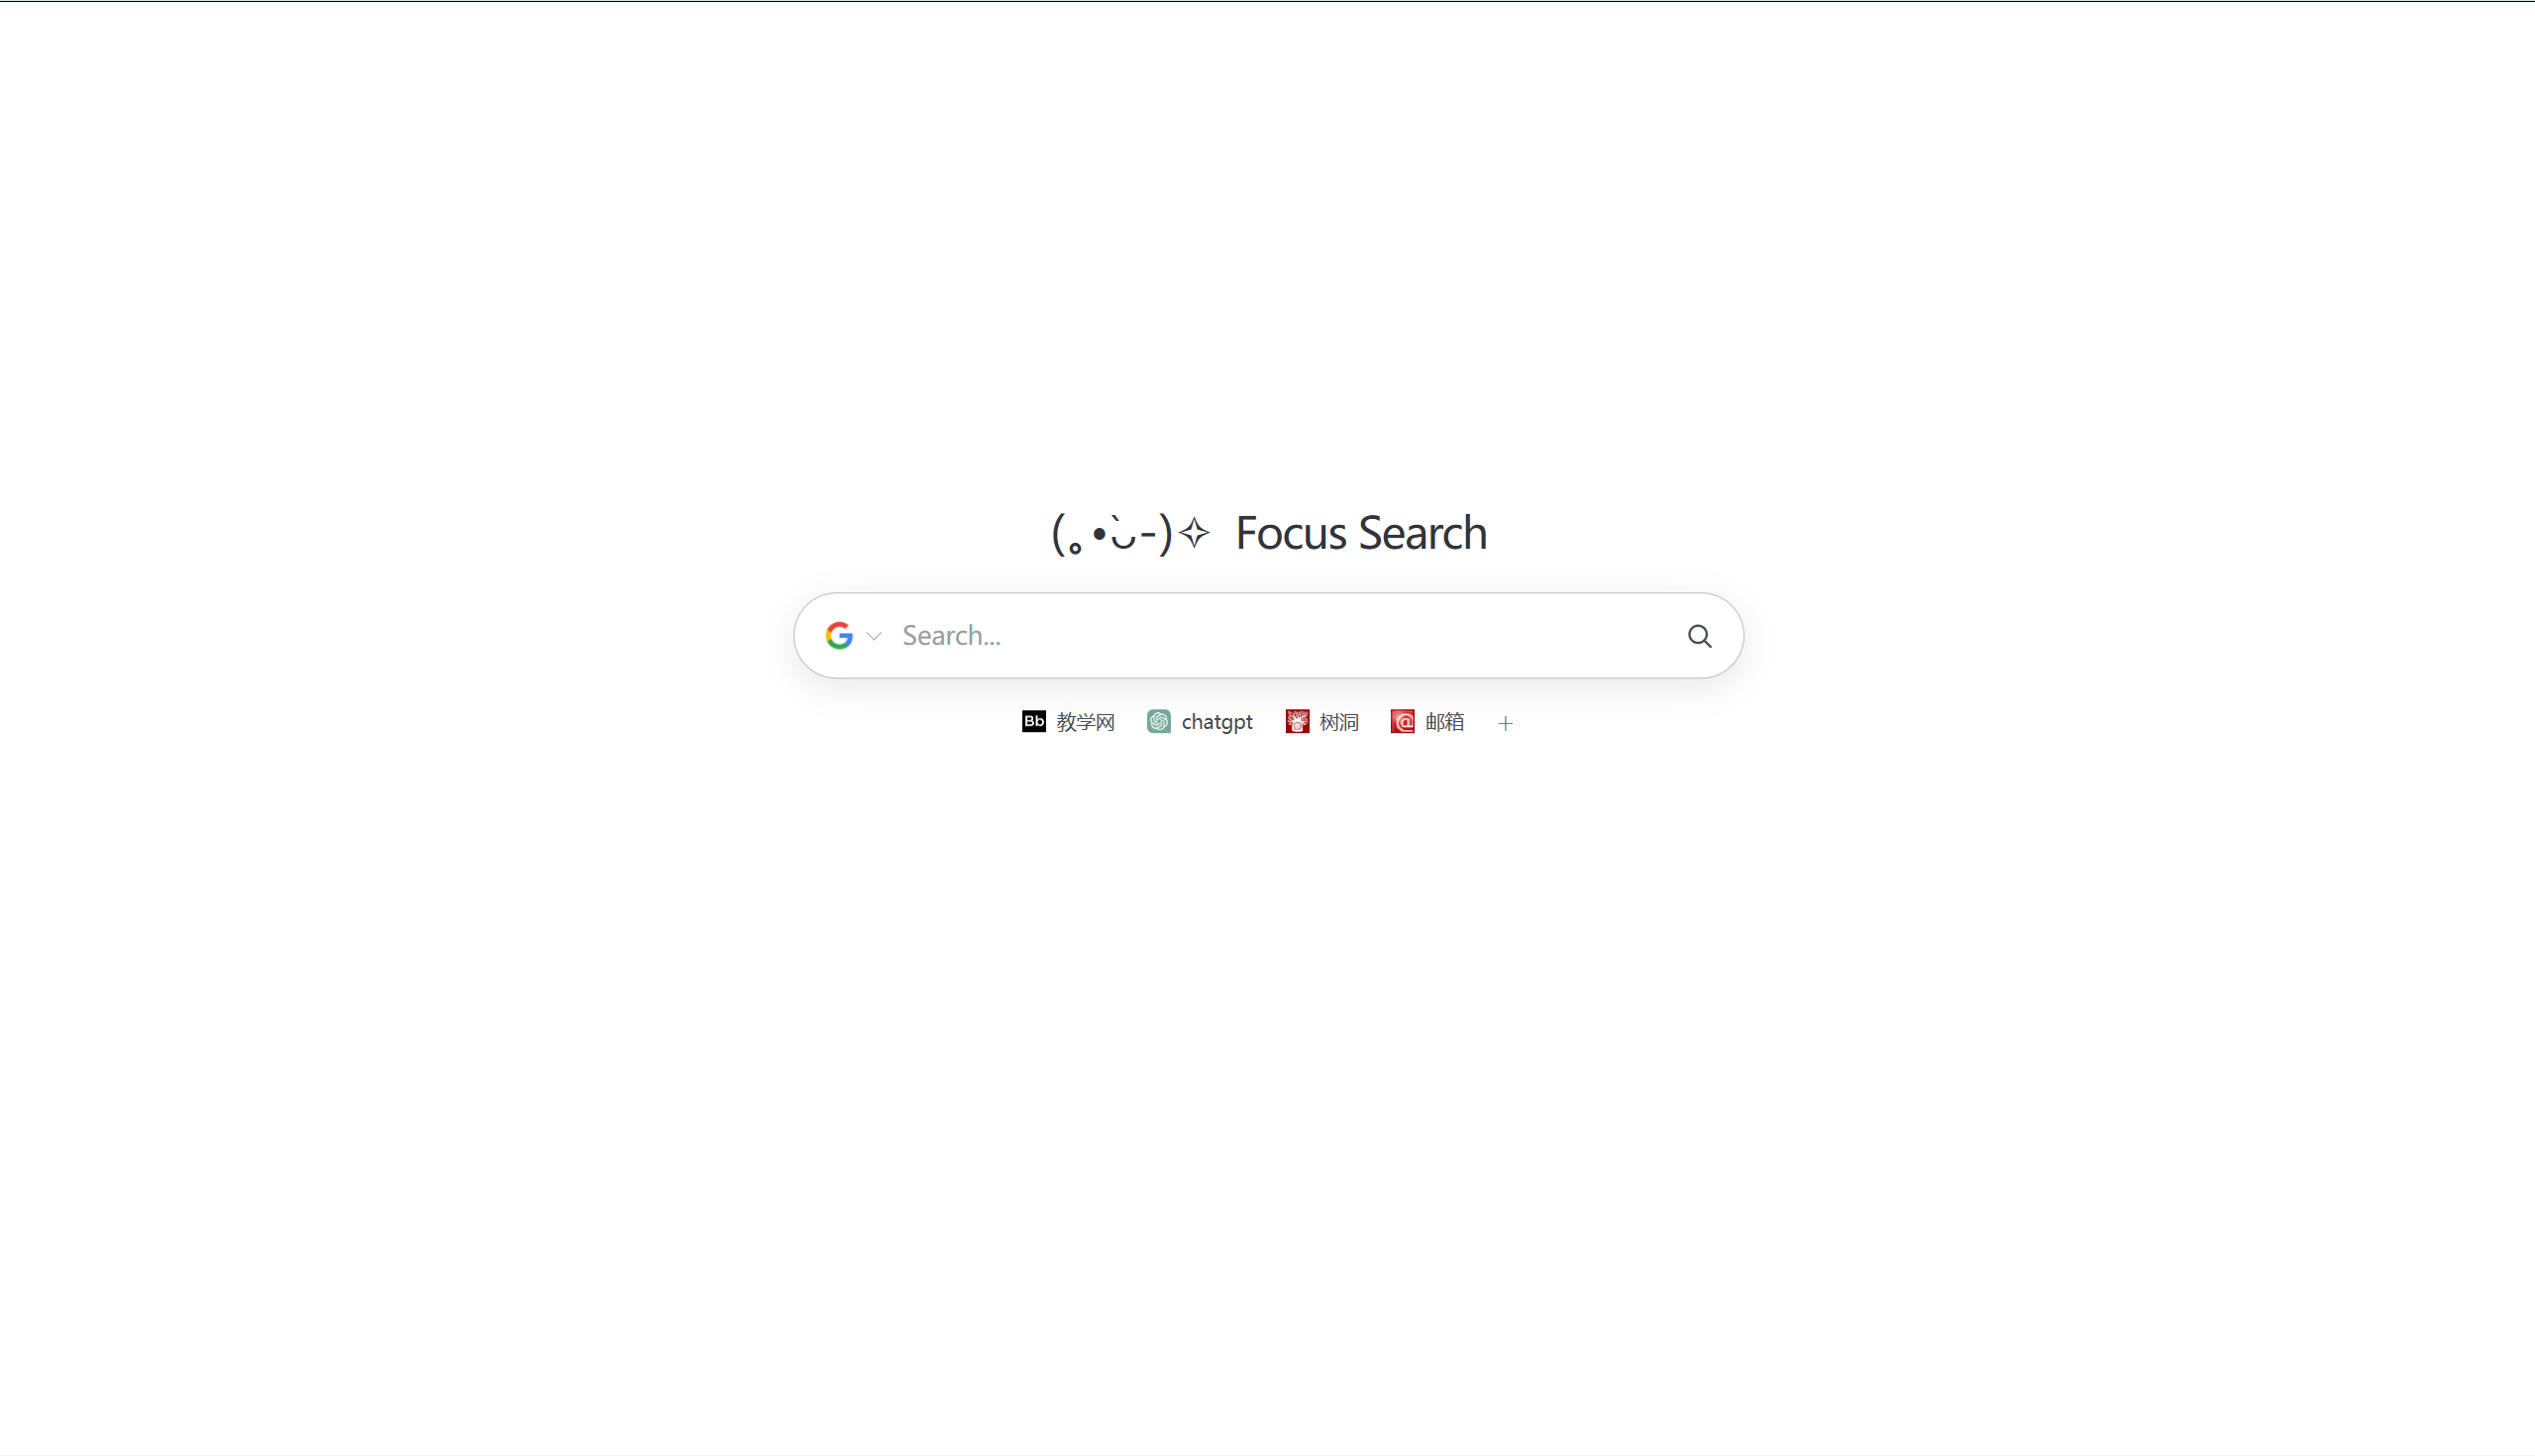 (｡•̀ᴗ-)✧ Focus Search
Search...
Bb 教学网 chatgpt 树洞 @ 邮箱 +